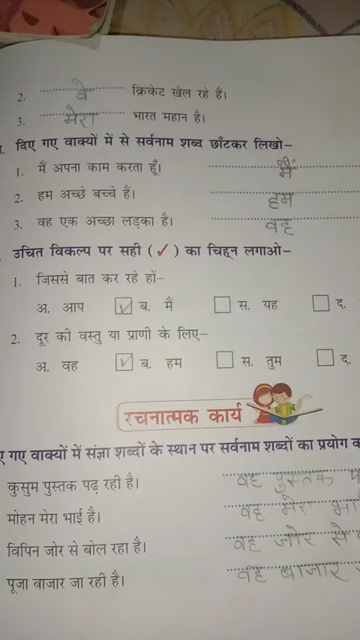 2. वे क्रिकेट खेल रहे हैं।
3. मेरा भारत महान है।
दिए गए वाक्यों में से सर्वनाम शब्द छाँटकर लिखो–
1. मैं अपना काम करता हूँ। मैं
2. हम अच्छे बच्चे हैं। हम
3. वह एक अच्छा लड़का है। वह
उचित विकल्प पर सही (✓) का चिह्न लगाओ–
1. जिससे बात कर रहे हों–
अ. आप ✓ ब. मैं स. यह द.
2. दूर की वस्तु या प्राणी के लिए–
अ. वह ✓ ब. हम स. तुम द.
रचनात्मक कार्य
गए वाक्यों में संज्ञा शब्दों के स्थान पर सर्वनाम शब्दों का प्रयोग
कुसुम पुस्तक पढ़ रही है। वह पुस्तक
मोहन मेरा भाई है। वह मेरा भा
विपिन जोर से बोल रहा है। वह जोर से
पूजा बाजार जा रही है। वह बाजार